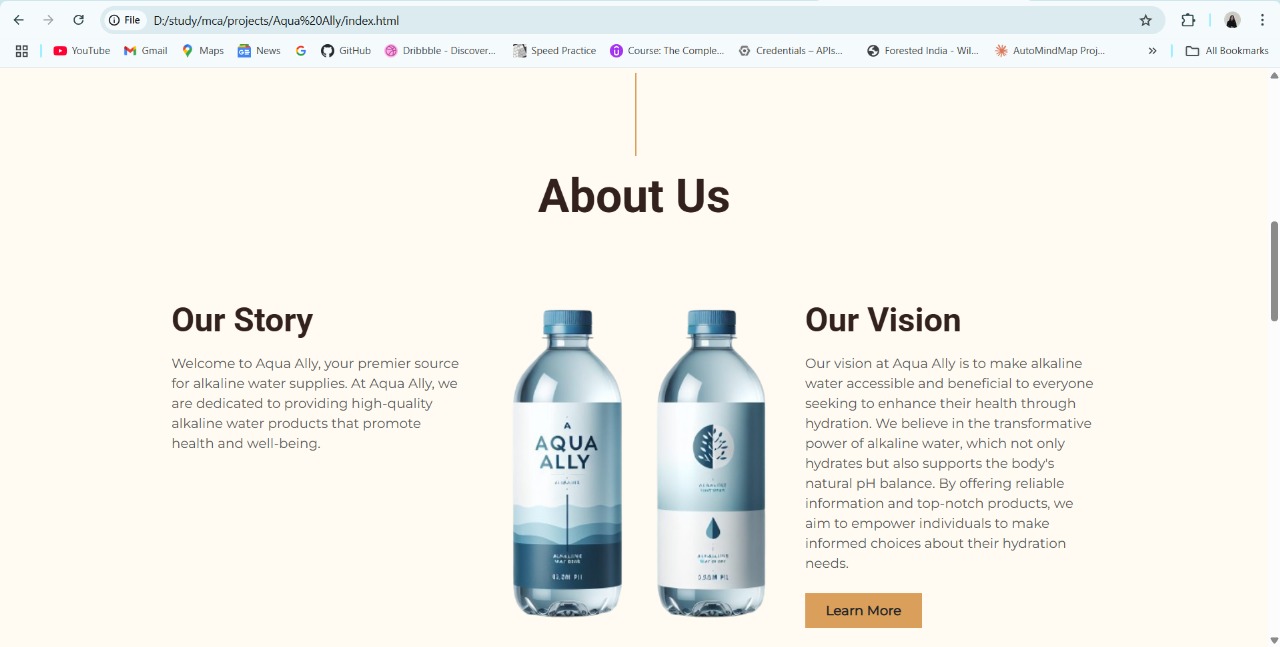 File
D:/study/mca/projects/Aqua%20Ally/index.html
YouTube
Gmail
Maps
News
GitHub
Dribbble - Discover...
Speed Practice
Course: The Comple...
Credentials – APIs...
Forested India - Wil...
AutoMindMap Proj...
»
All Bookmarks
About Us
Our Story
Welcome to Aqua Ally, your premier source
for alkaline water supplies. At Aqua Ally, we
are dedicated to providing high-quality
alkaline water products that promote
health and well-being.
A
AQUA
ALLY
Our Vision
Our vision at Aqua Ally is to make alkaline
water accessible and beneficial to everyone
seeking to enhance their health through
hydration. We believe in the transformative
power of alkaline water, which not only
hydrates but also supports the body's
natural pH balance. By offering reliable
information and top-notch products, we
aim to empower individuals to make
informed choices about their hydration
needs.
Learn More